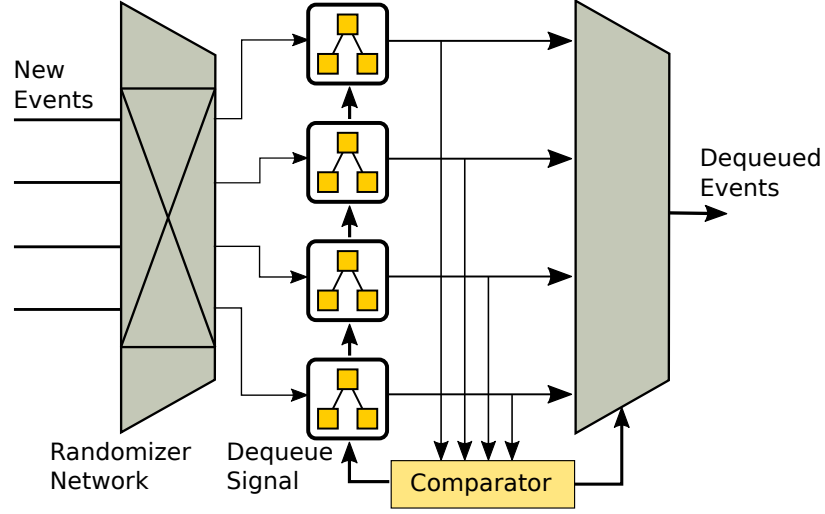 New
Events
Dequeued
Events
Randomizer
Network
Dequeue
Signal
Comparator